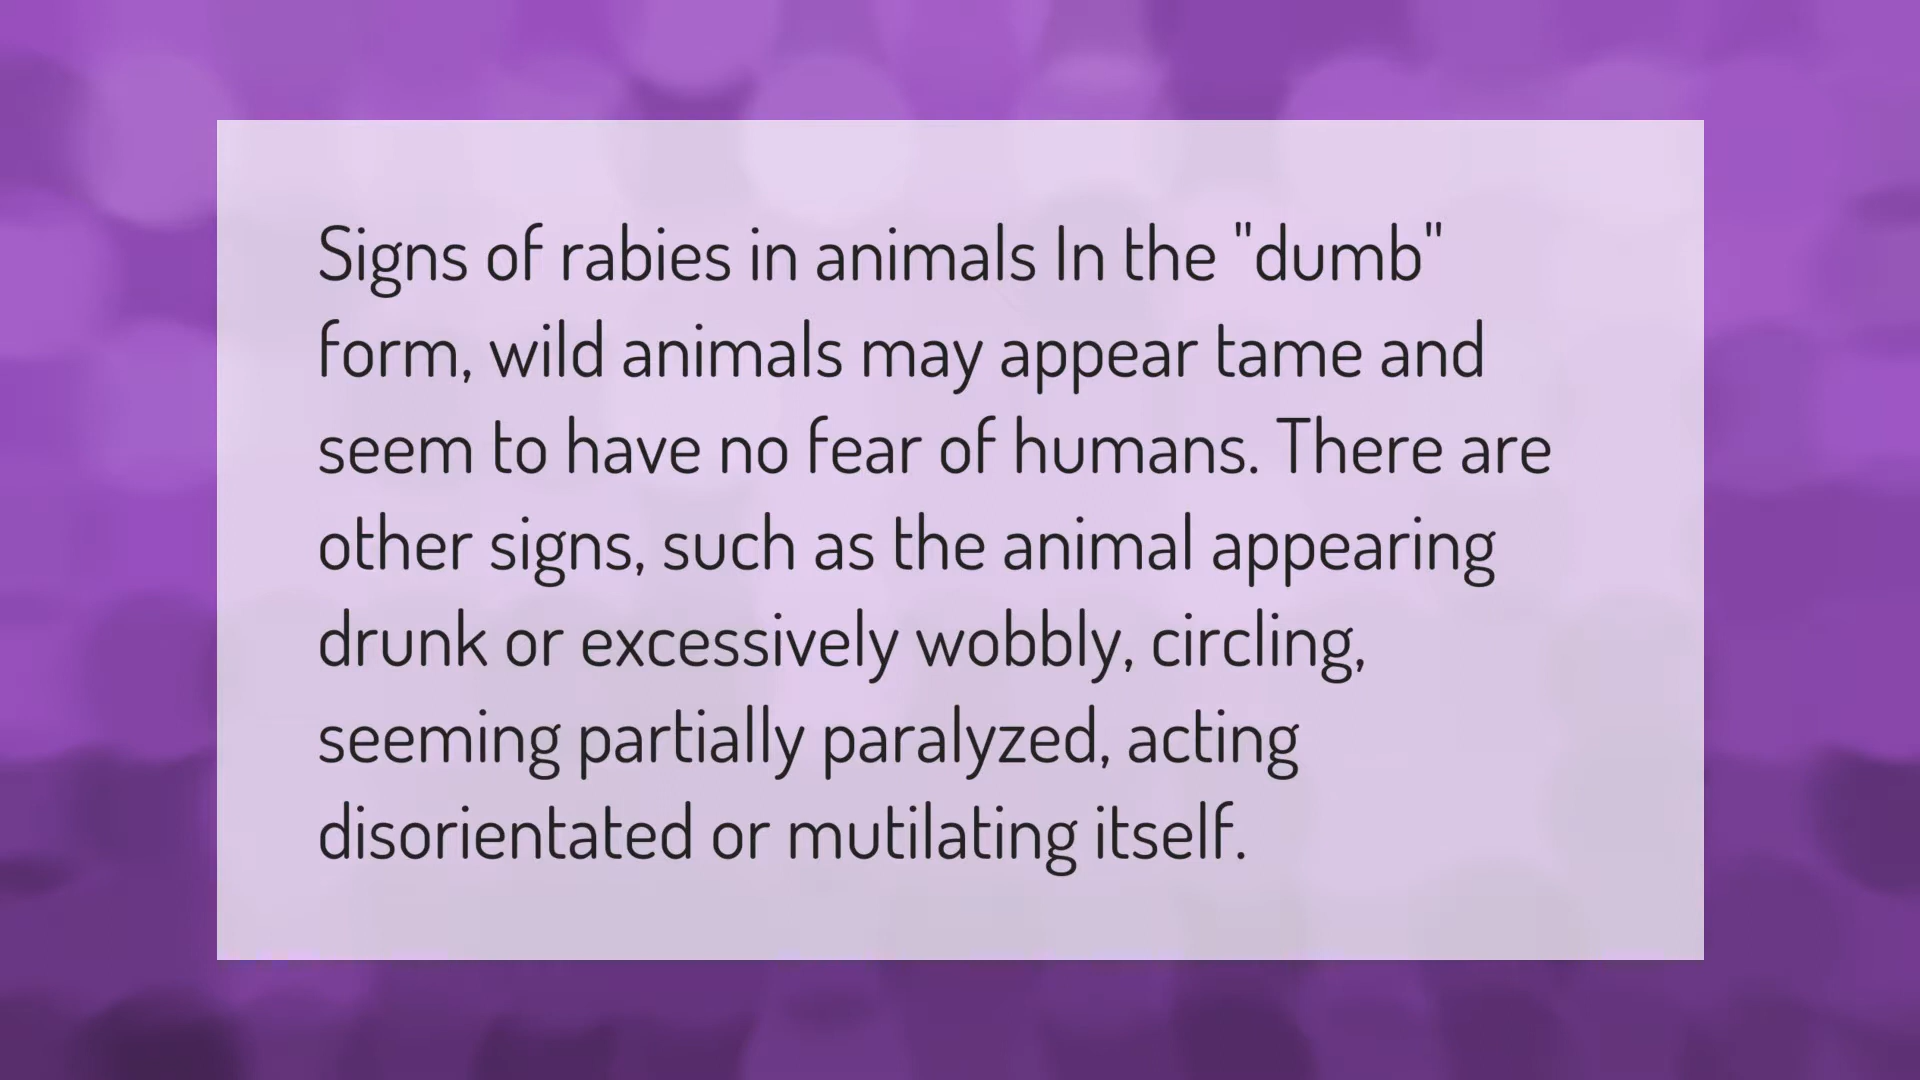 Signs of rabies in animals In the "dumb"
form, wild animals may appear tame and
seem to have no fear of humans. There are
other signs, such as the animal appearing
drunk or excessively wobbly, circling,
seeming partially paralyzed, acting
disorientated or mutilating itself.